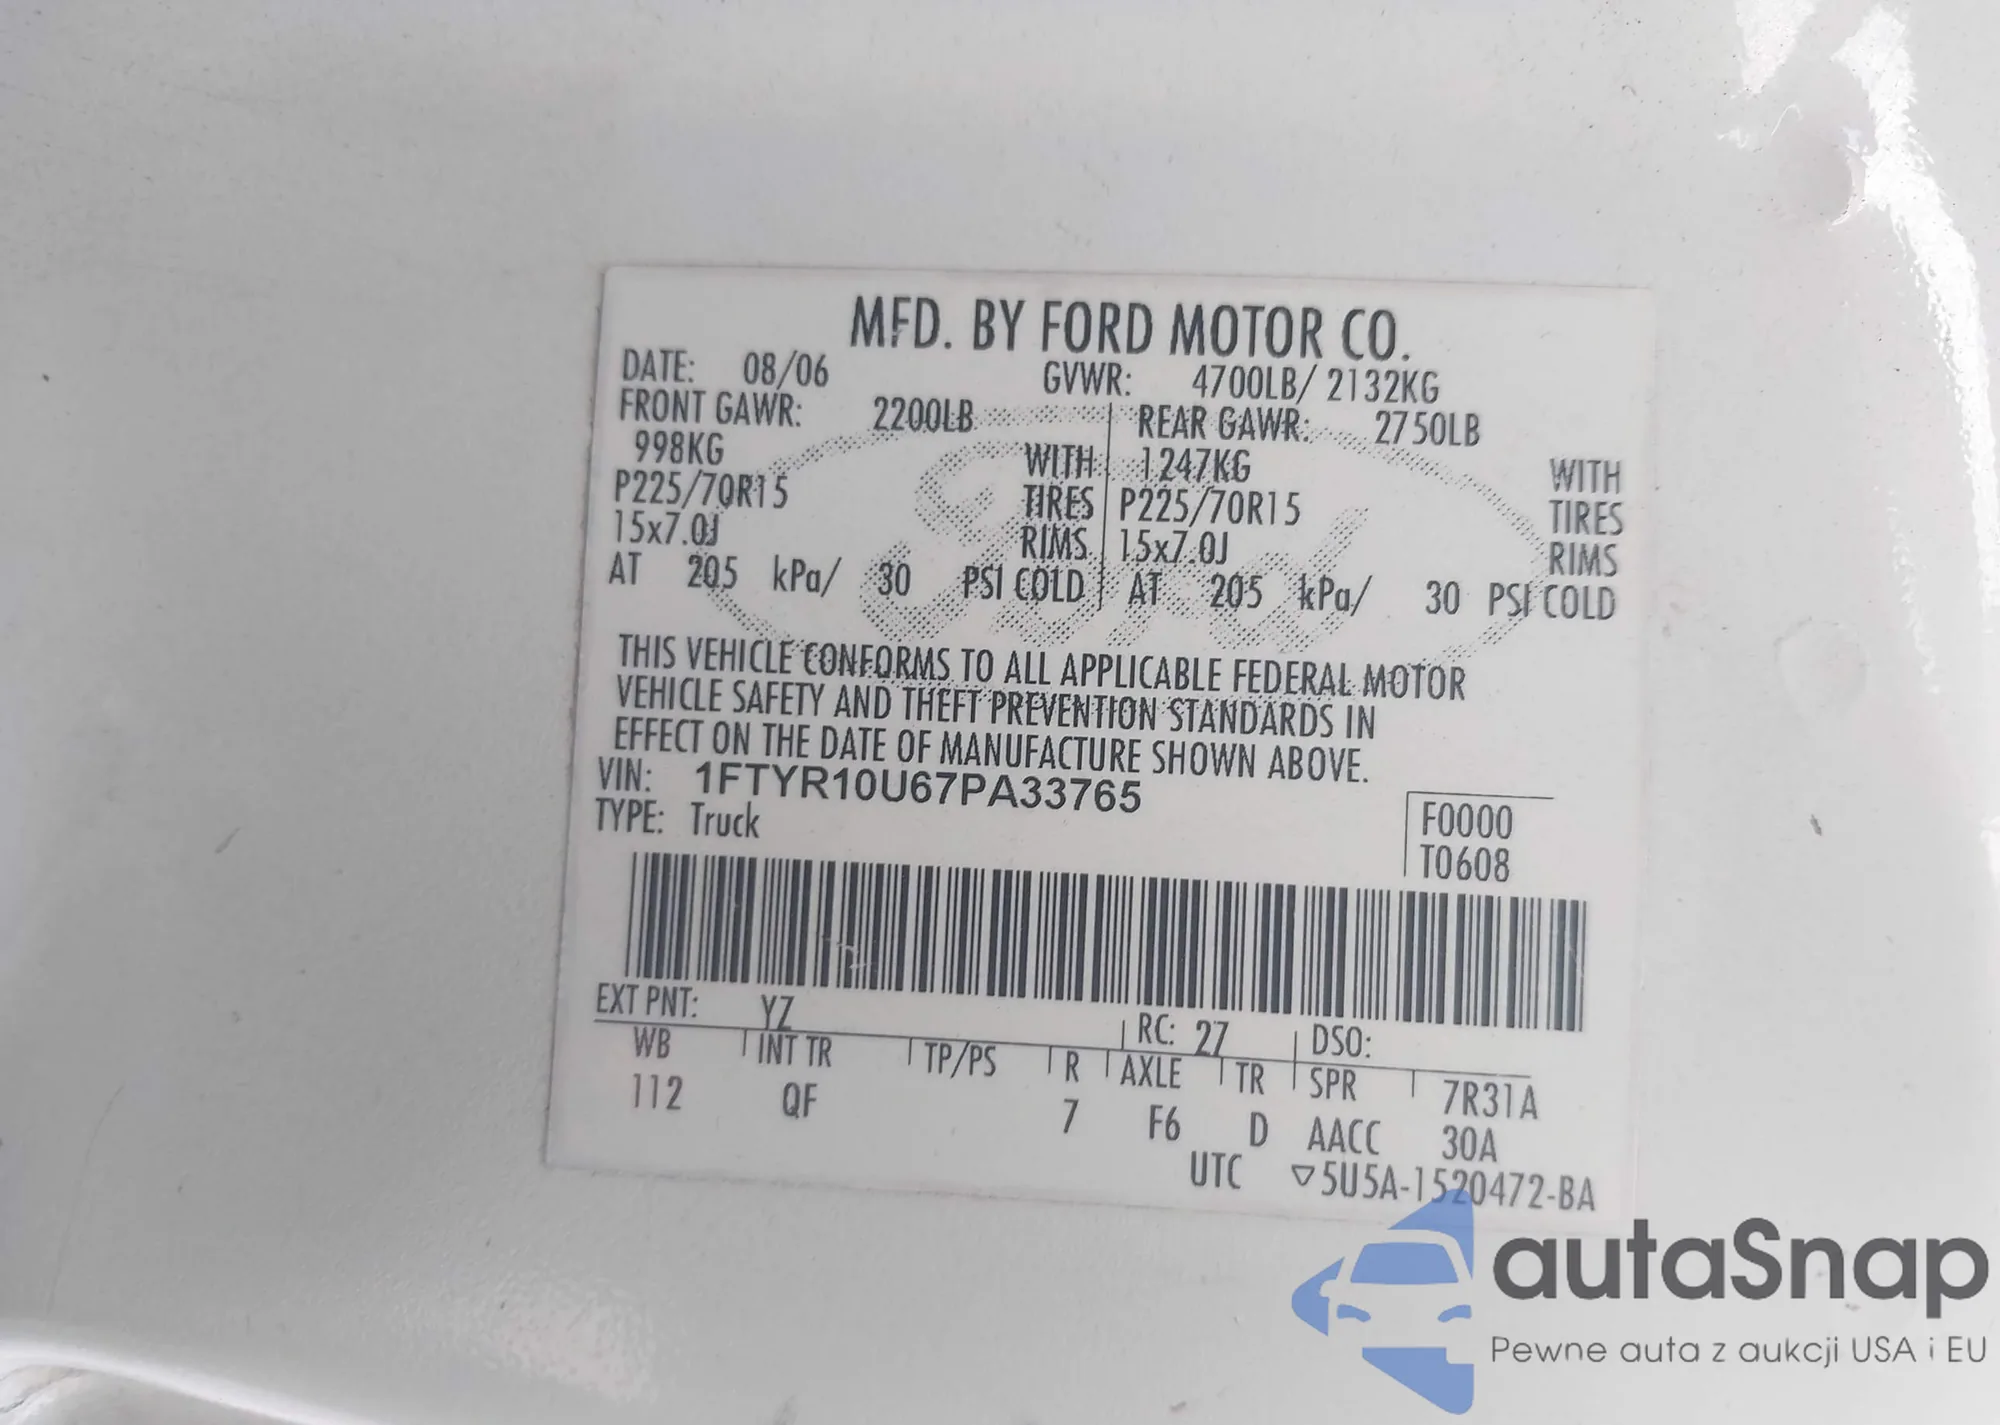 MFD. BY FORD MOTOR CO.
DATE: 08/06 GVWR: 4700LB/ 2132KG
FRONT GAWR: 2200LB REAR GAWR: 2750LB
998KG WITH 1247KG WITH
P225/70R15 TIRES P225/70R15 TIRES
15x7.0J RIMS 15x7.0J RIMS
AT 205 kPa/ 30 PSI COLD AT 205 kPa/ 30 PSI COLD
Ford
THIS VEHICLE CONFORMS TO ALL APPLICABLE FEDERAL MOTOR
VEHICLE SAFETY AND THEFT PREVENTION STANDARDS IN
EFFECT ON THE DATE OF MANUFACTURE SHOWN ABOVE.
VIN: 1FTYR10U67PA33765
TYPE: Truck
F0000
T0608
EXT PNT: YZ RC: 27 DSO:
WB INT TR TP/PS R AXLE TR SPR 7R31A
112 QF 7 F6 D AACC 30A
UTC ▽5U5A-1520472-BA
autaSnap
Pewne auta z aukcji USA i EU